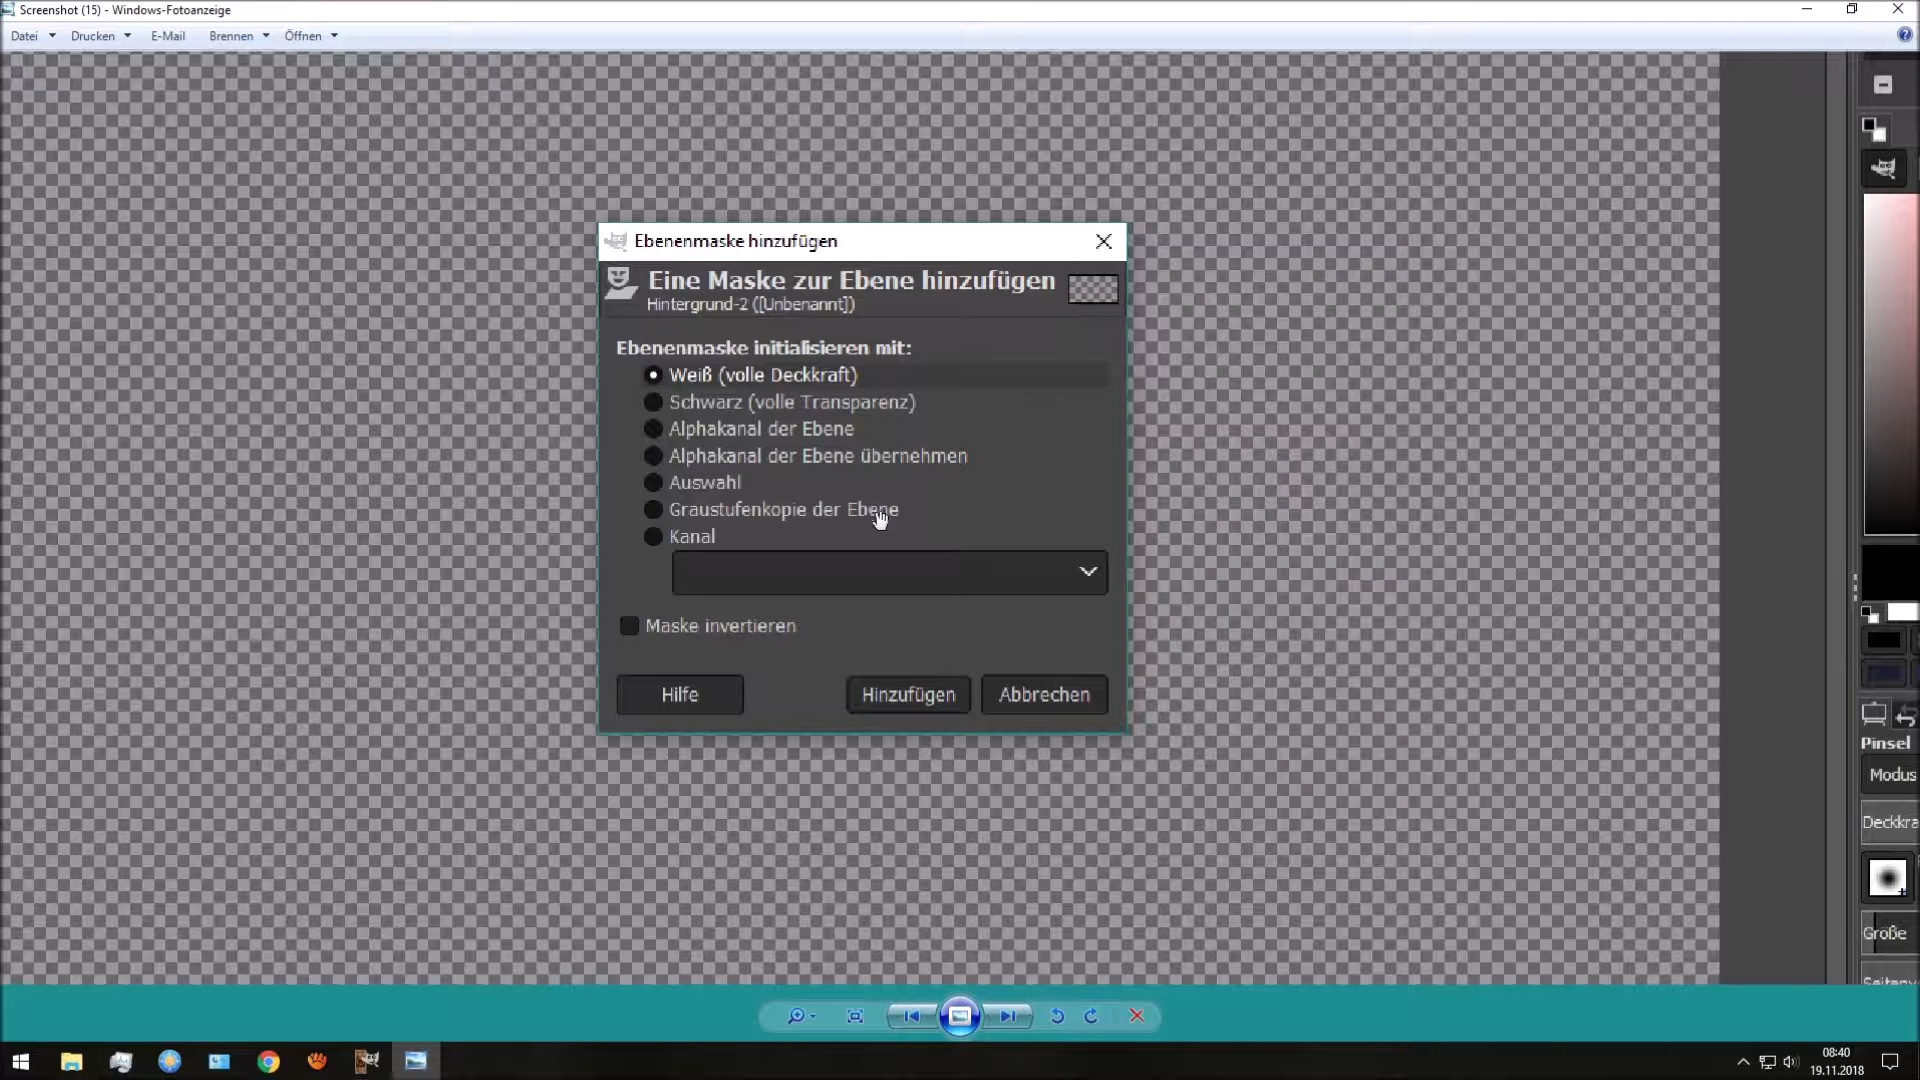 Screenshot (15) - Windows-Fotoanzeige
Datei Drucken E-Mail Brennen Öffnen
Ebenenmaske hinzufügen
Eine Maske zur Ebene hinzufügen
Hintergrund-2 ([Unbenannt])
Ebenenmaske initialisieren mit:
Weiß (volle Deckkraft)
Schwarz (volle Transparenz)
Alphakanal der Ebene
Alphakanal der Ebene übernehmen
Auswahl
Graustufenkopie der Ebene
Kanal
Maske invertieren
Hilfe Hinzufügen Abbrechen
Pinsel
Modus
Deckkra
Größe
08:40
19.11.2018